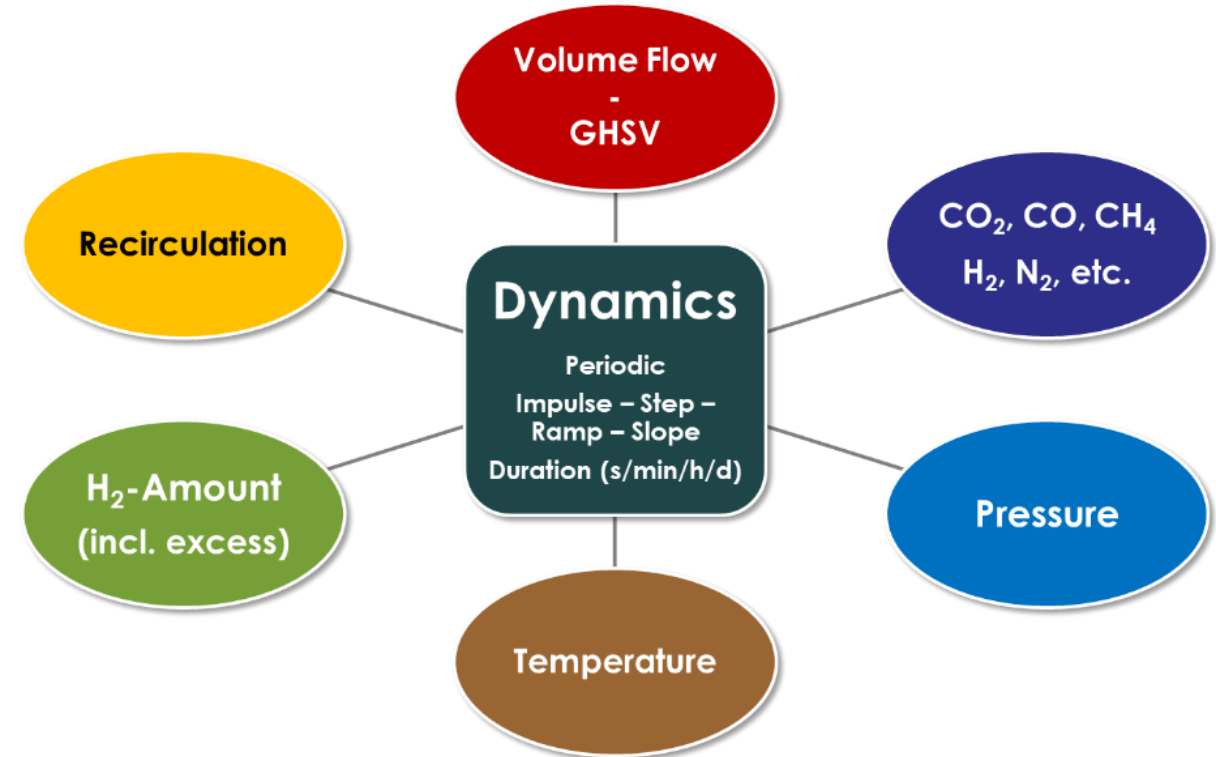 Volume Flow
-
GHSV
Recirculation
CO₂, CO, CH₄
H₂, N₂, etc.
Dynamics
Periodic
Impulse – Step –
Ramp – Slope
Duration (s/min/h/d)
H₂-Amount
(incl. excess)
Pressure
Temperature